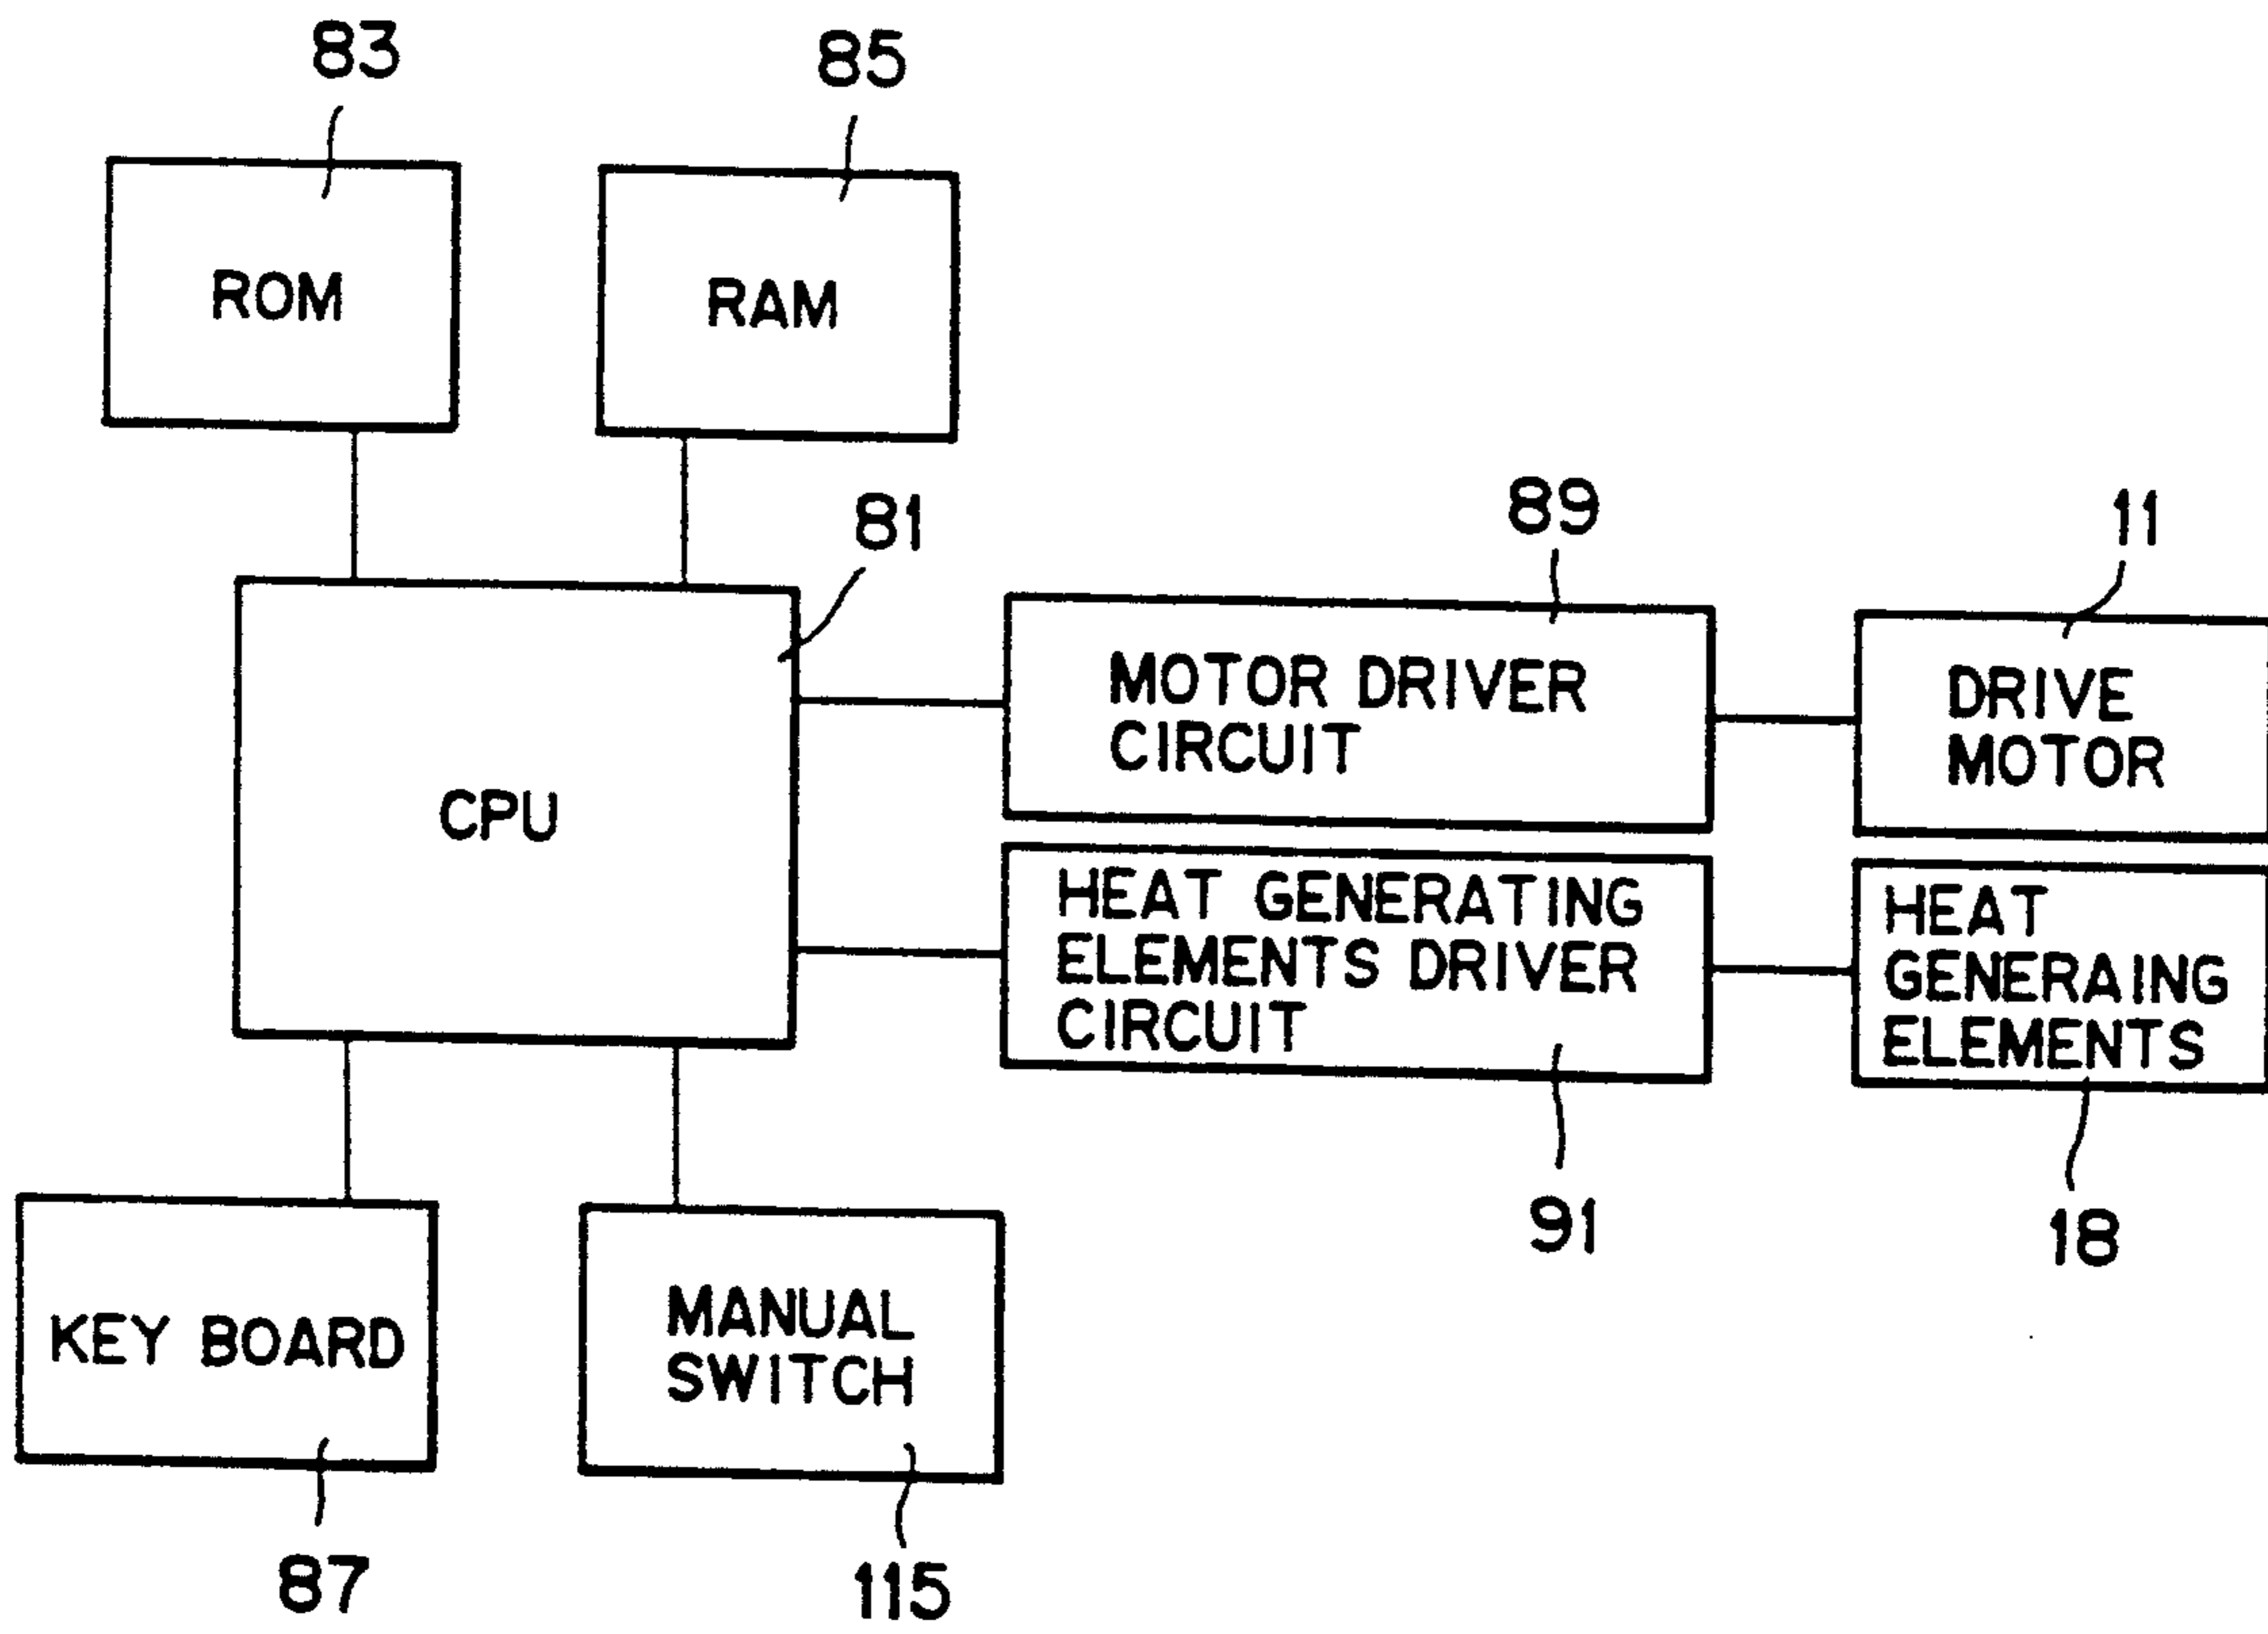 83
85
ROM
RAM
81
89
11
MOTOR DRIVER
CIRCUIT
DRIVE
MOTOR
CPU
HEAT GENERATING
ELEMENTS DRIVER
CIRCUIT
HEAT
GENERAING
ELEMENTS
91
18
KEY BOARD
MANUAL
SWITCH
87
115